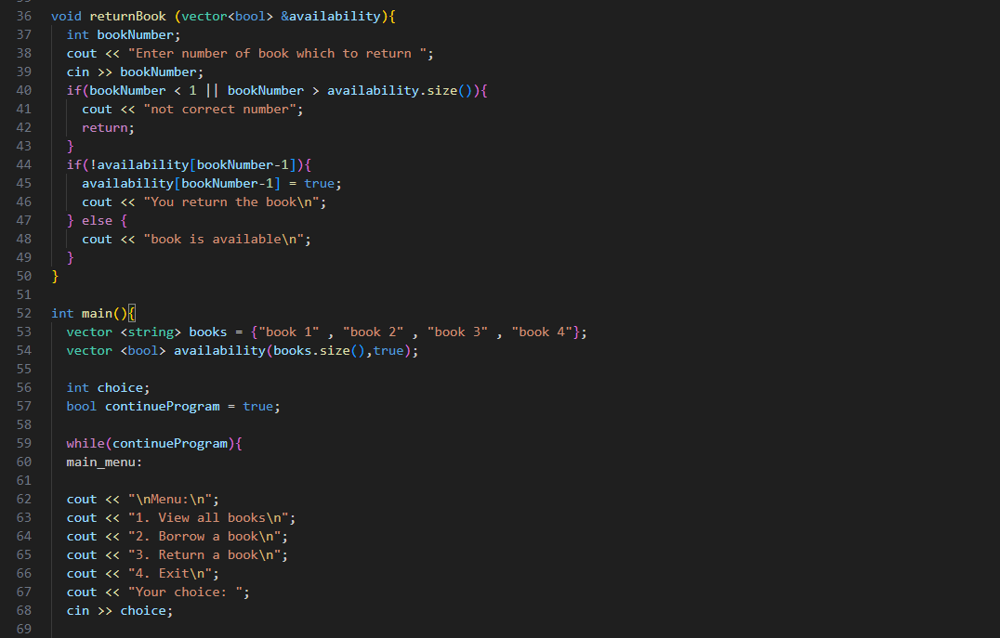 36 void returnBook (vector<bool> &availability){
37   int bookNumber;
38   cout << "Enter number of book which to return ";
39   cin >> bookNumber;
40   if(bookNumber < 1 || bookNumber > availability.size()){
41     cout << "not correct number";
42     return;
43   }
44   if(!availability[bookNumber-1]){
45     availability[bookNumber-1] = true;
46     cout << "You return the book\n";
47   } else {
48     cout << "book is available\n";
49   }
50 }
51
52 int main(){
53   vector <string> books = {"book 1" , "book 2" , "book 3" , "book 4"};
54   vector <bool> availability(books.size(),true);
55
56   int choice;
57   bool continueProgram = true;
58
59   while(continueProgram){
60   main_menu:
61
62   cout << "\nMenu:\n";
63   cout << "1. View all books\n";
64   cout << "2. Borrow a book\n";
65   cout << "3. Return a book\n";
66   cout << "4. Exit\n";
67   cout << "Your choice: ";
68   cin >> choice;
69